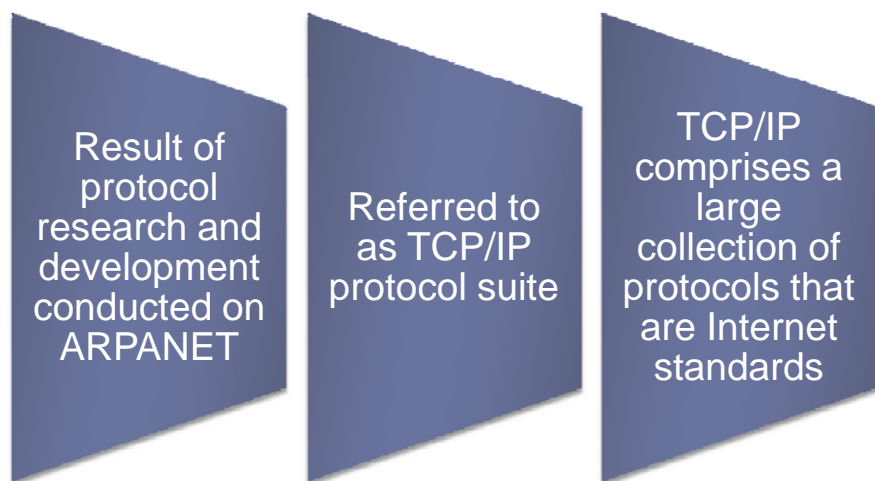 Result of
protocol
research and
development
conducted on
ARPANET
Referred to
as TCP/IP
protocol suite
TCP/IP
comprises a
large
collection of
protocols that
are Internet
standards